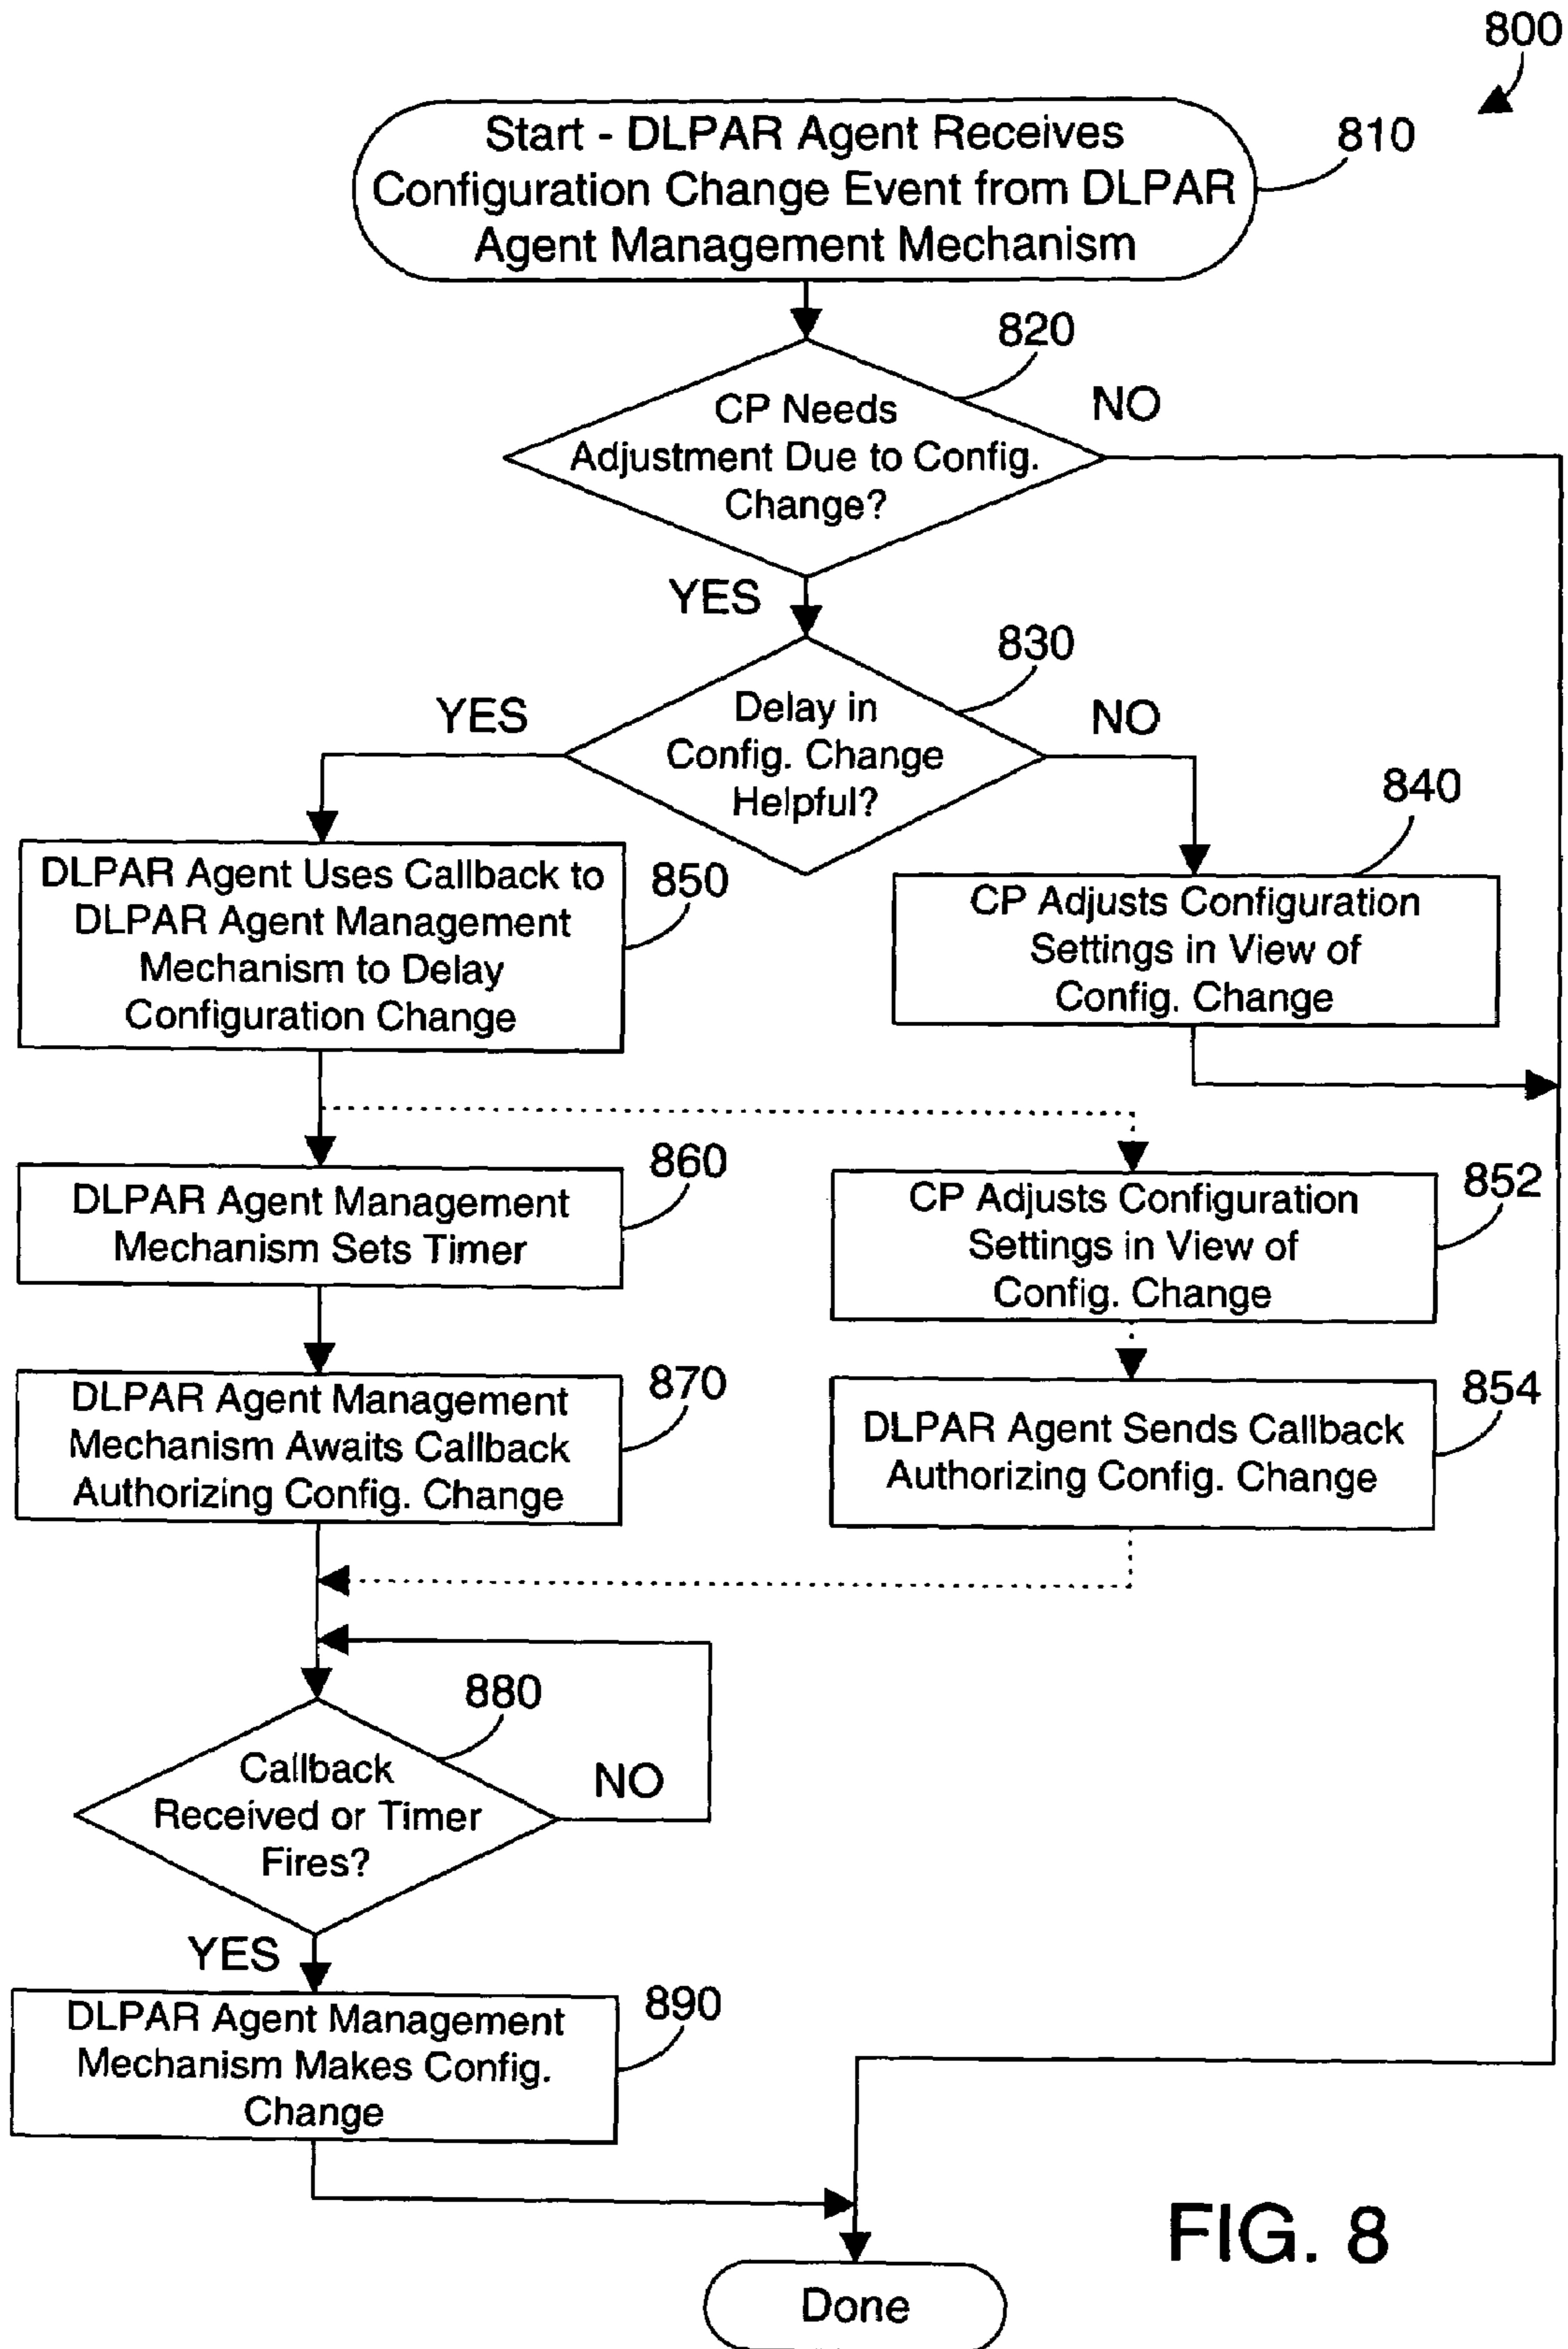 800
Start - DLPAR Agent Receives
Configuration Change Event from DLPAR
Agent Management Mechanism
810
820
CP Needs
Adjustment Due to Config.
Change?
NO
YES
830
Delay in
Config. Change
Helpful?
YES
NO
840
DLPAR Agent Uses Callback to
DLPAR Agent Management
Mechanism to Delay
Configuration Change
850
CP Adjusts Configuration
Settings in View of
Config. Change
DLPAR Agent Management
Mechanism Sets Timer
860
CP Adjusts Configuration
Settings in View of
Config. Change
852
DLPAR Agent Management
Mechanism Awaits Callback
Authorizing Config. Change
870
DLPAR Agent Sends Callback
Authorizing Config. Change
854
880
Callback
Received or Timer
Fires?
NO
YES
DLPAR Agent Management
Mechanism Makes Config.
Change
890
FIG. 8
Done